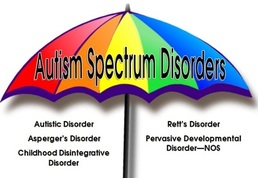 Autism Spectrum Disorders
Autistic Disorder
Asperger's Disorder
Childhood Disintegrative
Disorder
Rett's Disorder
Pervasive Developmental
Disorder—NOS